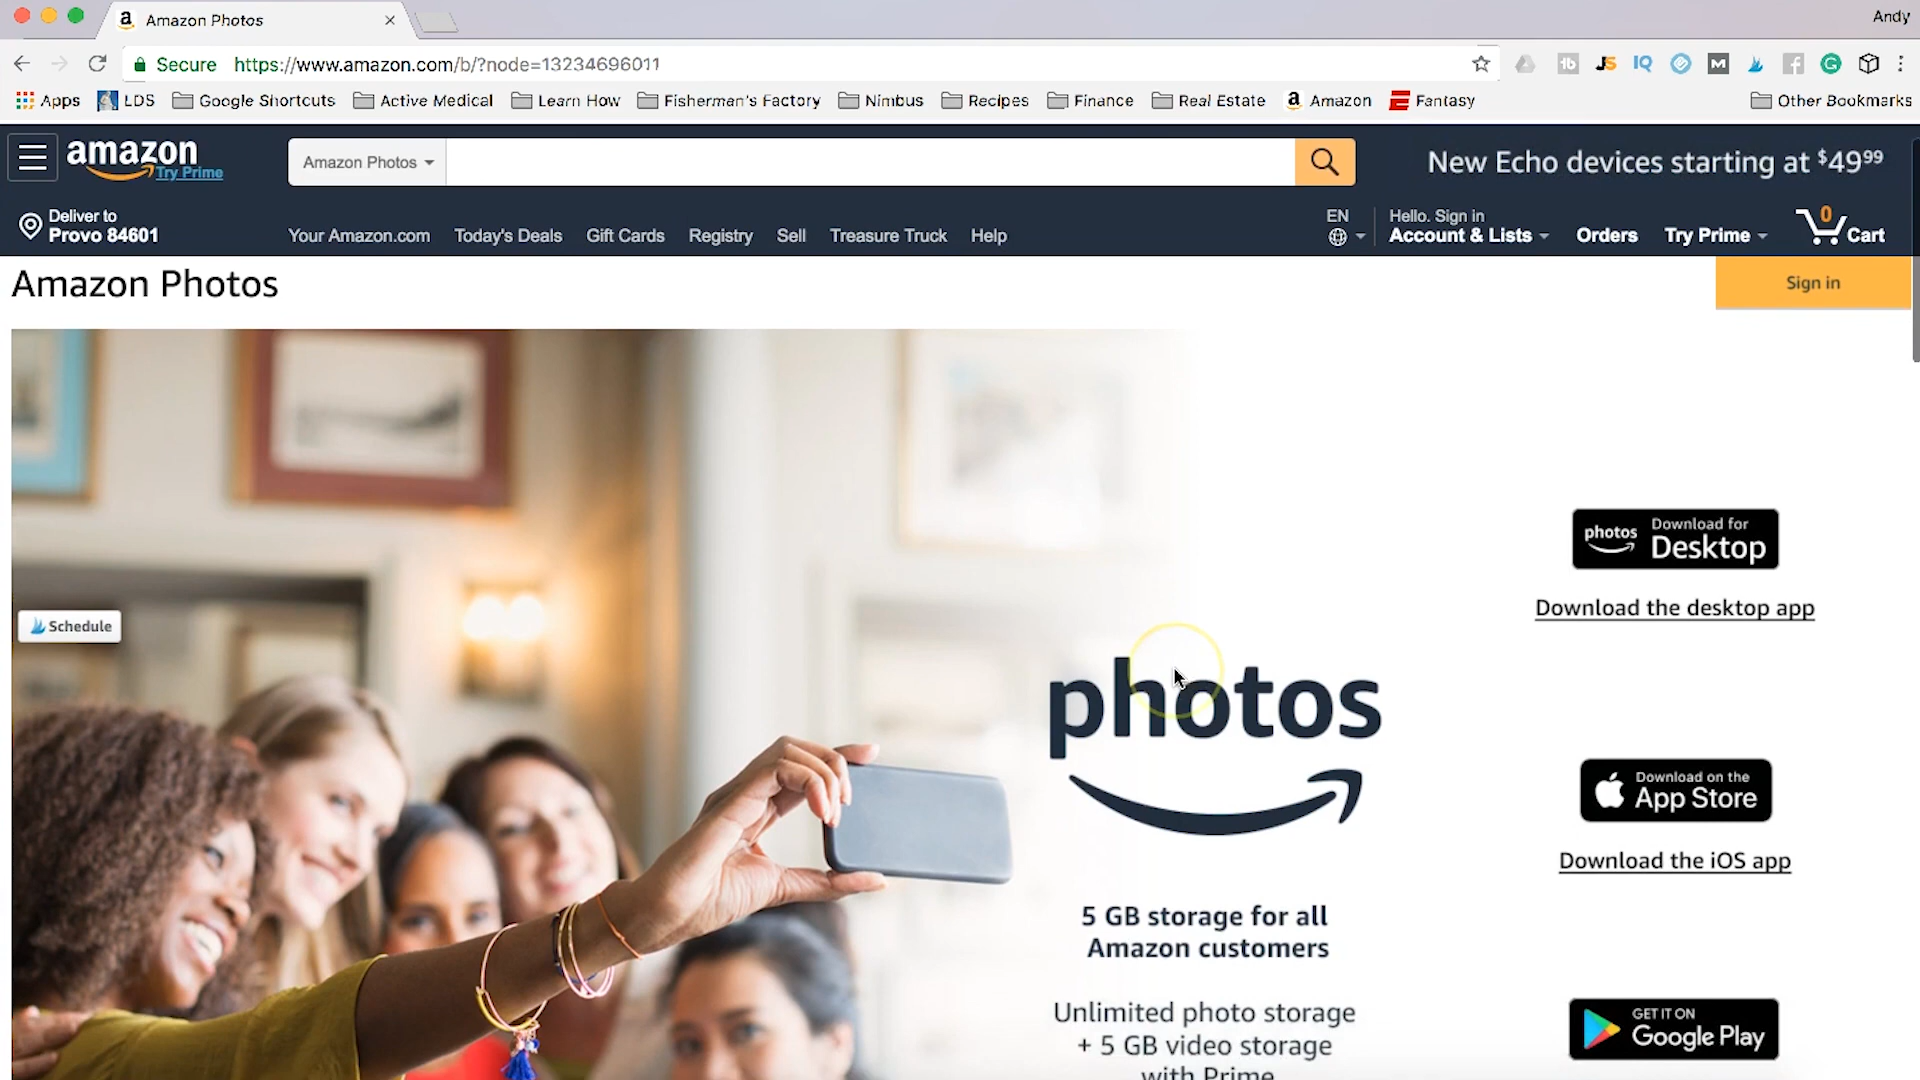 Amazon Photos
Andy
Secure https://www.amazon.com/b/?node=13234696011
Apps LDS Google Shortcuts Active Medical Learn How Fisherman's Factory Nimbus Recipes Finance Real Estate Amazon Fantasy Other Bookmarks
amazon
Try Prime
Amazon Photos
New Echo devices starting at $49.99
Deliver to
Provo 84601
Your Amazon.com Today's Deals Gift Cards Registry Sell Treasure Truck Help
EN
Hello. Sign in
Account & Lists
Orders
Try Prime
0
Cart
Amazon Photos
Sign in
photos
Download for
Desktop
Download the desktop app
Schedule
photos
Download on the
App Store
Download the iOS app
5 GB storage for all
Amazon customers
Unlimited photo storage
+ 5 GB video storage
with Prime
GET IT ON
Google Play